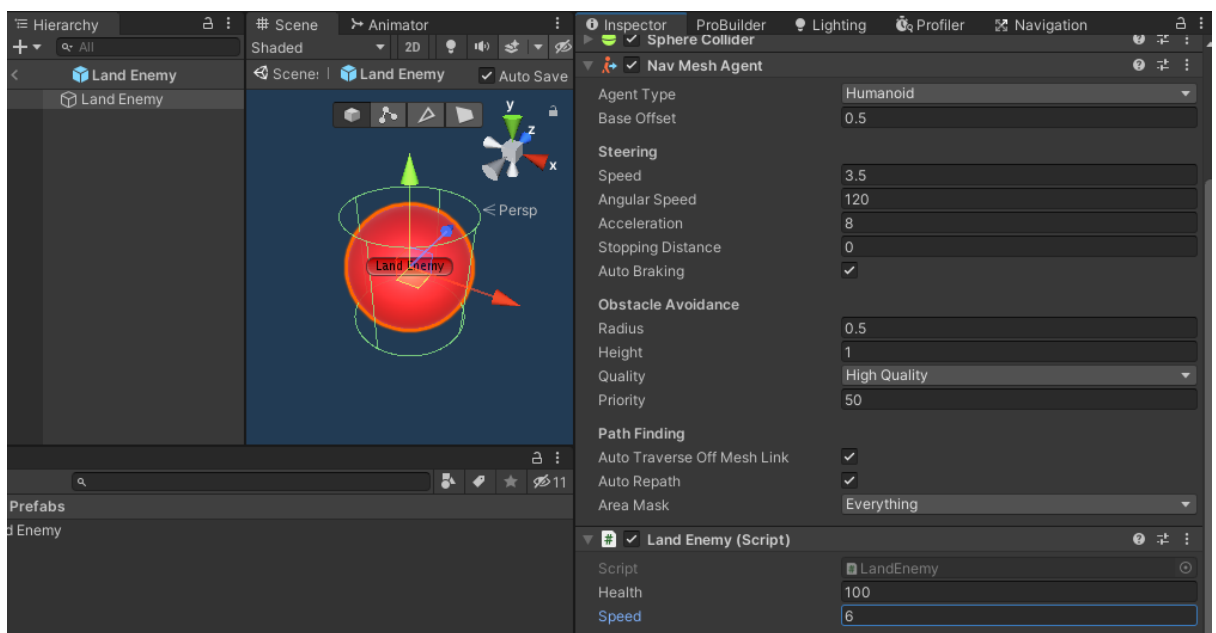 Hierarchy
All
Land Enemy
Land Enemy
Scene
Animator
Shaded
2D
Scene:
Land Enemy
Auto Save
y
z
x
Persp
Land Enemy
11
Prefabs
d Enemy
Inspector
ProBuilder
Lighting
Profiler
Navigation
Sphere Collider
Nav Mesh Agent
Agent Type Humanoid
Base Offset 0.5
Steering
Speed 3.5
Angular Speed 120
Acceleration 8
Stopping Distance 0
Auto Braking
Obstacle Avoidance
Radius 0.5
Height 1
Quality High Quality
Priority 50
Path Finding
Auto Traverse Off Mesh Link
Auto Repath
Area Mask Everything
# Land Enemy (Script)
Script LandEnemy
Health 100
Speed 6